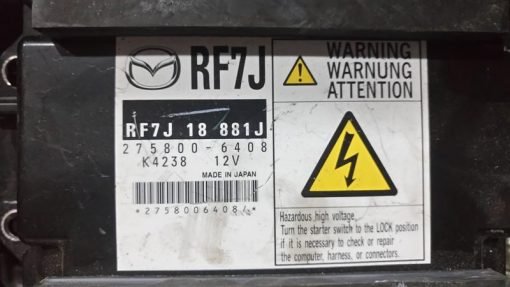 RF7J
RF7J 18 881J
275800-6408
K4238 12V
MADE IN JAPAN
*2758006408/*
WARNING
WARNUNG
ATTENTION
Hazardous high voltage.
Turn the starter switch to the LOCK position
if it is necessary to check or repair
the computer, harness, or connectors.